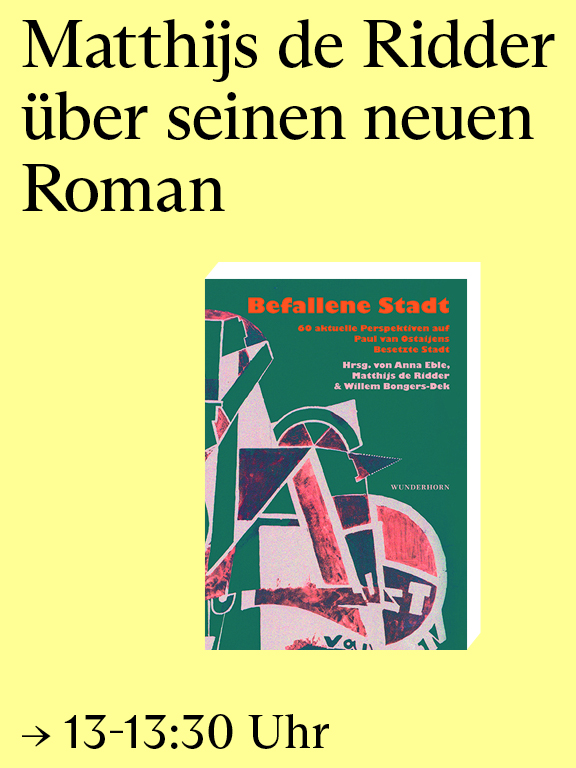 Matthijs de Ridder
über seinen neuen
Roman
Befallene Stadt
60 aktuelle Perspektiven auf
Paul van Ostaijens
Besetzte Stadt
Hrsg. von Anna Eble,
Matthijs de Ridder
& Willem Bongers-Dek
WUNDERHORN
→ 13-13:30 Uhr